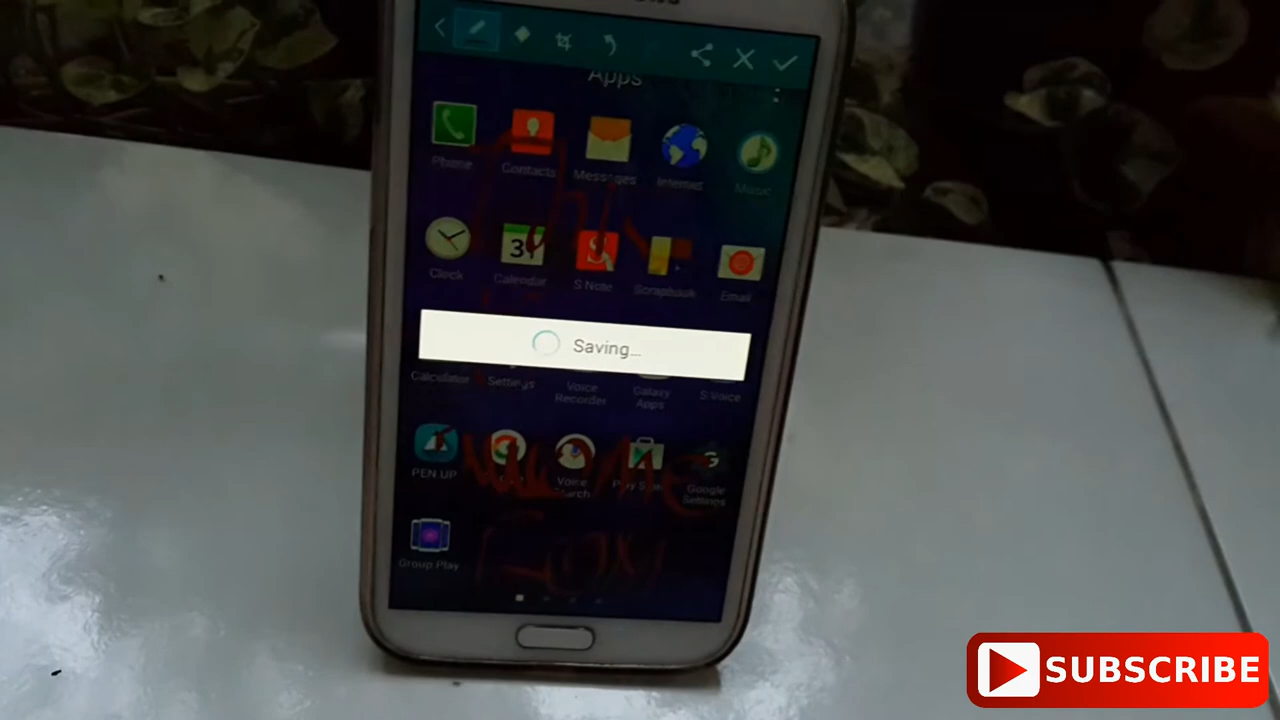 Apps
Phone Contacts Messages Internet Music
Clock Calendar S Note Scrapbook Email
31
Saving...
Calculator Settings Voice Recorder Galaxy Apps S Voice
PEN UP Voice Search Play Store Google Settings
Group Play
SUBSCRIBE